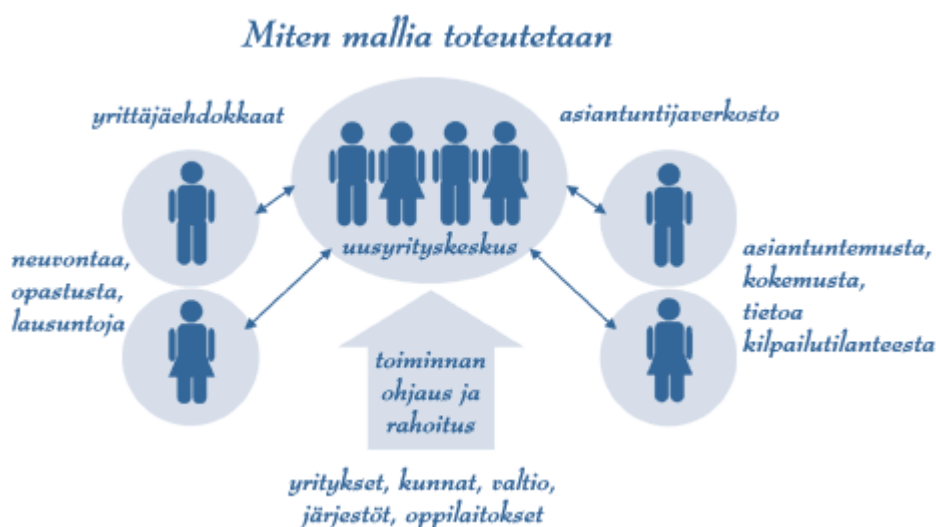 Miten mallia toteutetaan
yrittäjäehdokkaat
asiantuntijaverkosto
uusyrityskeskus
neuvontaa,
opastusta,
lausuntoja
asiantuntemusta,
kokemusta,
tietoa
kilpailutilanteesta
toiminnan
ohjaus ja
rahoitus
yritykset, kunnat, valtio,
järjestöt, oppilaitokset